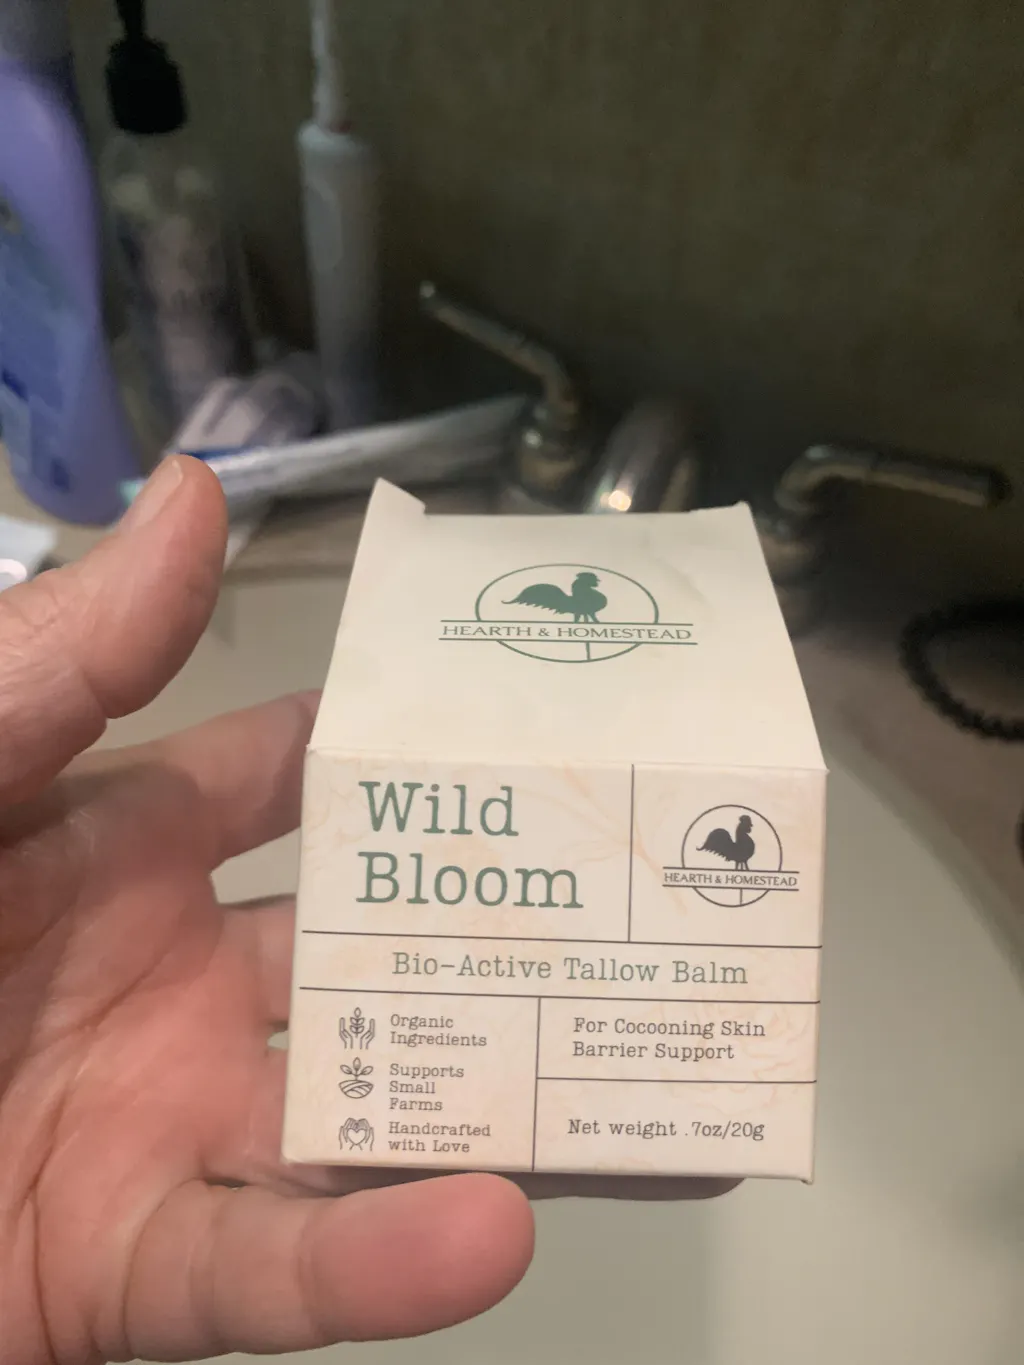 HEARTH & HOMESTEAD
Wild
Bloom
HEARTH & HOMESTEAD
Bio-Active Tallow Balm
Organic
Ingredients
Supports
Small
Farms
Handcrafted
with Love
For Cocooning Skin
Barrier Support
Net weight .7oz/20g